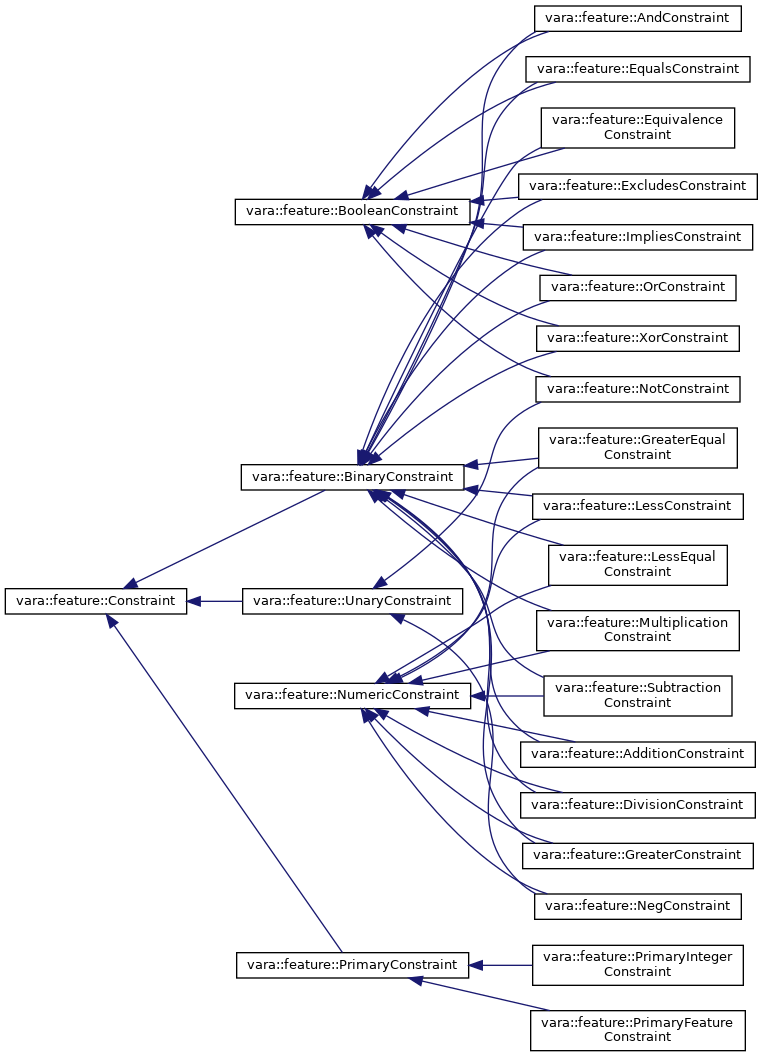 vara::feature::AndConstraint
vara::feature::EqualsConstraint
vara::feature::Equivalence
Constraint
vara::feature::ExcludesConstraint
vara::feature::BooleanConstraint
vara::feature::ImpliesConstraint
vara::feature::OrConstraint
vara::feature::XorConstraint
vara::feature::NotConstraint
vara::feature::GreaterEqual
Constraint
vara::feature::BinaryConstraint
vara::feature::LessConstraint
vara::feature::LessEqual
Constraint
vara::feature::Constraint
vara::feature::UnaryConstraint
vara::feature::Multiplication
Constraint
vara::feature::NumericConstraint
vara::feature::Subtraction
Constraint
vara::feature::AdditionConstraint
vara::feature::DivisionConstraint
vara::feature::GreaterConstraint
vara::feature::NegConstraint
vara::feature::PrimaryConstraint
vara::feature::PrimaryInteger
Constraint
vara::feature::PrimaryFeature
Constraint